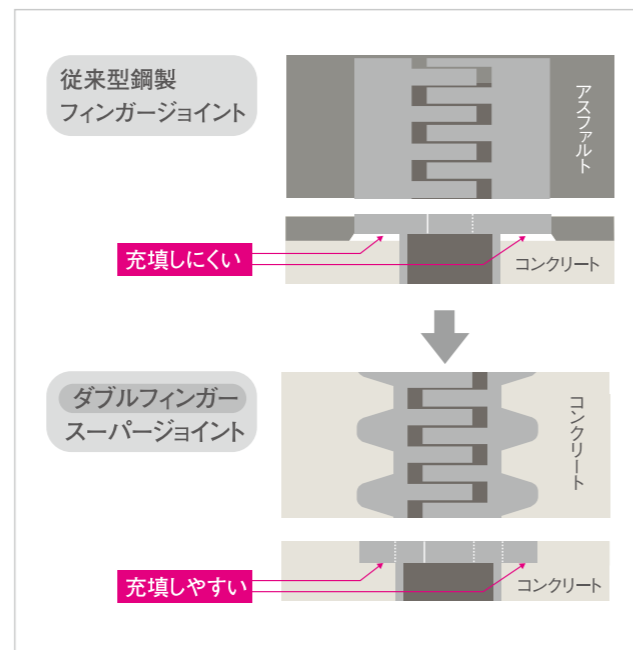 従来型鋼製
フィンガージョイント
アスファルト
充填しにくい
コンクリート
ダブルフィンガー
スーパージョイント
コンクリート
充填しやすい
コンクリート